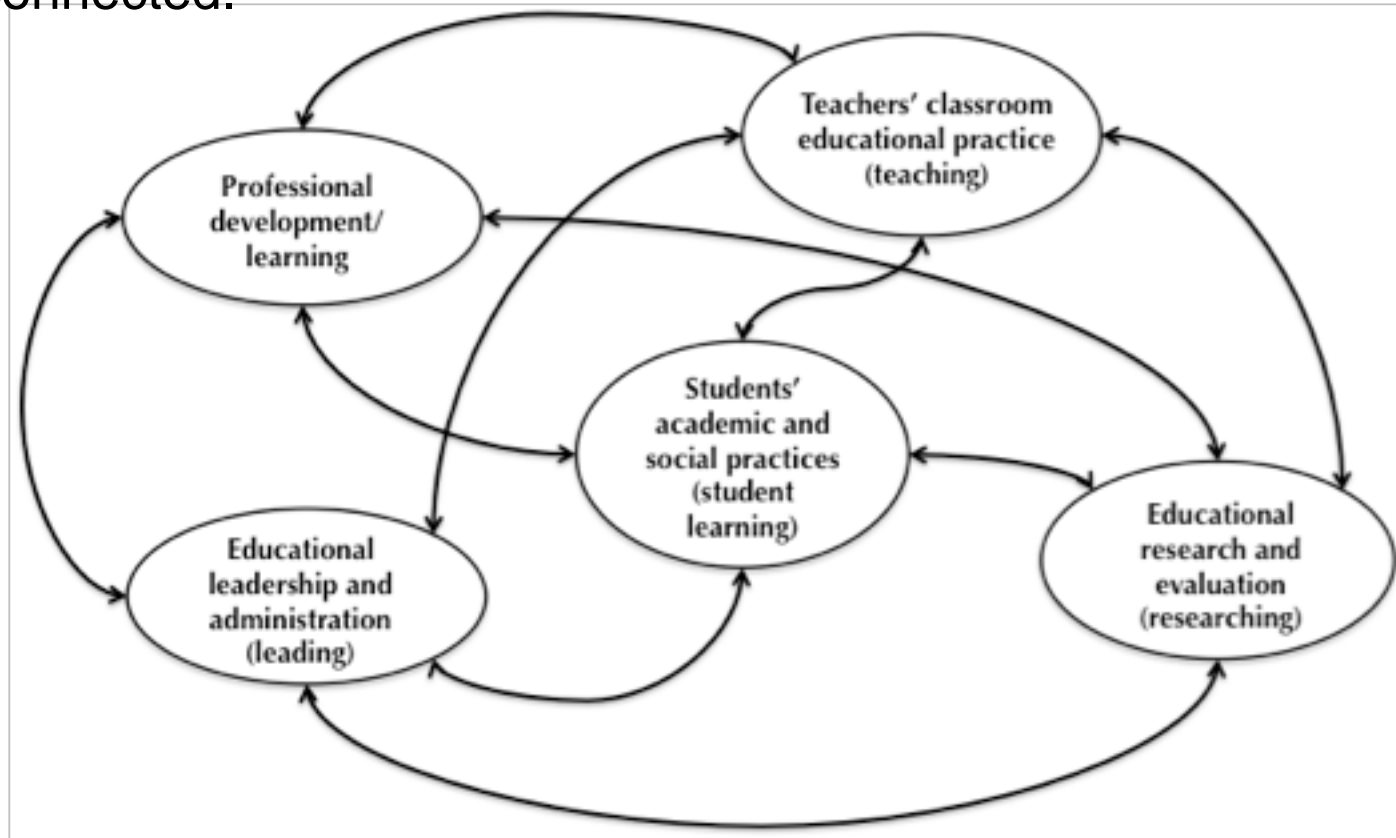 onnected.
Teachers’ classroom
educational practice
(teaching)
Professional
development/
learning
Students’
academic and
social practices
(student
learning)
Educational
leadership and
administration
(leading)
Educational
research and
evaluation
(researching)